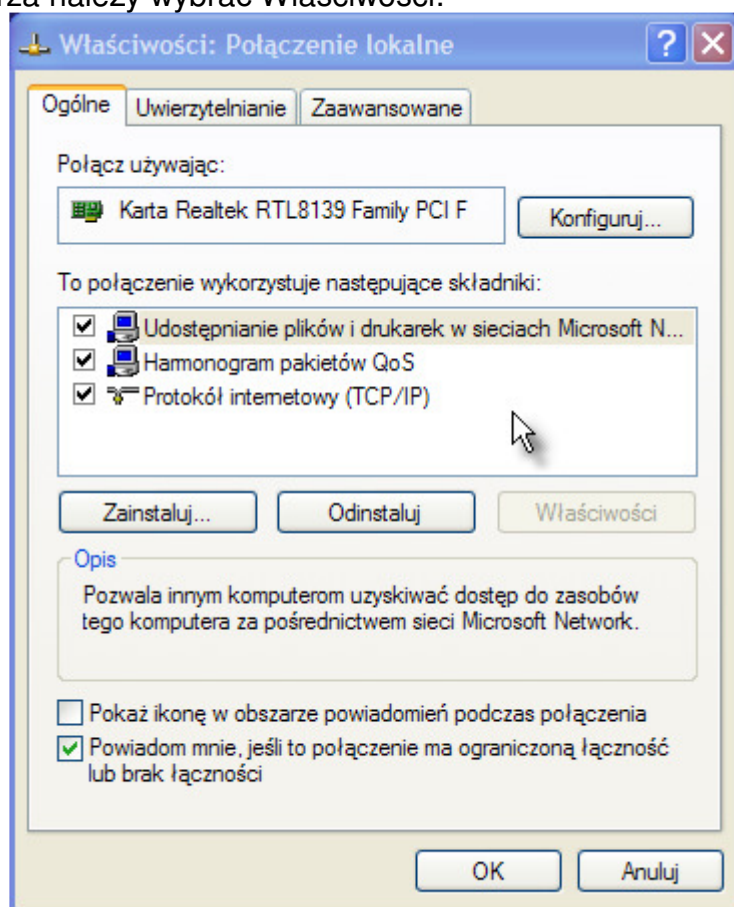 należy wybrać Właściwości.
Właściwości: Połączenie lokalne
Ogólne Uwierzytelnianie Zaawansowane
Połącz używając:
Karta Realtek RTL8139 Family PCI F
Konfiguruj...
To połączenie wykorzystuje następujące składniki:
Udostępnianie plików i drukarek w sieciach Microsoft N...
Harmonogram pakietów QoS
Protokół internetowy (TCP/IP)
Zainstaluj... Odinstaluj Właściwości
Opis
Pozwala innym komputerom uzyskiwać dostęp do zasobów
tego komputera za pośrednictwem sieci Microsoft Network.
Pokaż ikonę w obszarze powiadomień podczas połączenia
Powiadom mnie, jeśli to połączenie ma ograniczoną łączność
lub brak łączności
OK Anuluj